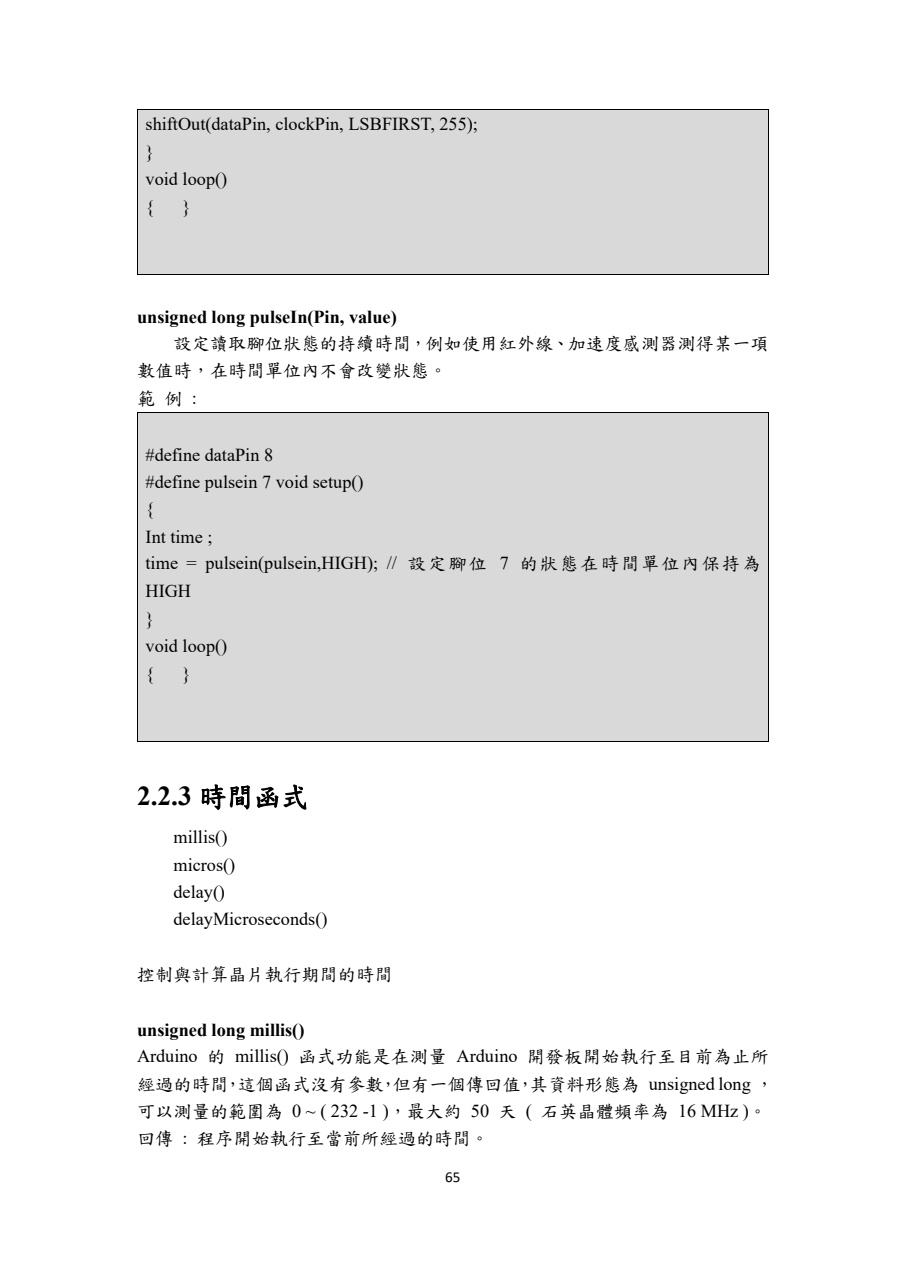 shiftOut(dataPin, clockPin, LSBFIRST, 255);
}
void loop()
{ }
unsigned long pulseIn(Pin, value)
設定讀取腳位狀態的持續時間，例如使用紅外線、加速度感測器測得某一項
數值時，在時間單位內不會改變狀態。
範 例 :
#define dataPin 8
#define pulsein 7 void setup()
{
Int time ;
time = pulsein(pulsein,HIGH); // 設定腳位 7 的狀態在時間單位內保持為
HIGH
}
void loop()
{ }
2.2.3 時間函式
millis()
micros()
delay()
delayMicroseconds()
控制與計算晶片執行期間的時間
unsigned long millis()
Arduino 的 millis() 函式功能是在測量 Arduino 開發板開始執行至目前為止所
經過的時間，這個函式沒有參數，但有一個傳回值，其資料形態為 unsigned long ，
可以測量的範圍為 0 ~ ( 232 -1 )，最大約 50 天 ( 石英晶體頻率為 16 MHz )。
回傳 : 程序開始執行至當前所經過的時間。
65